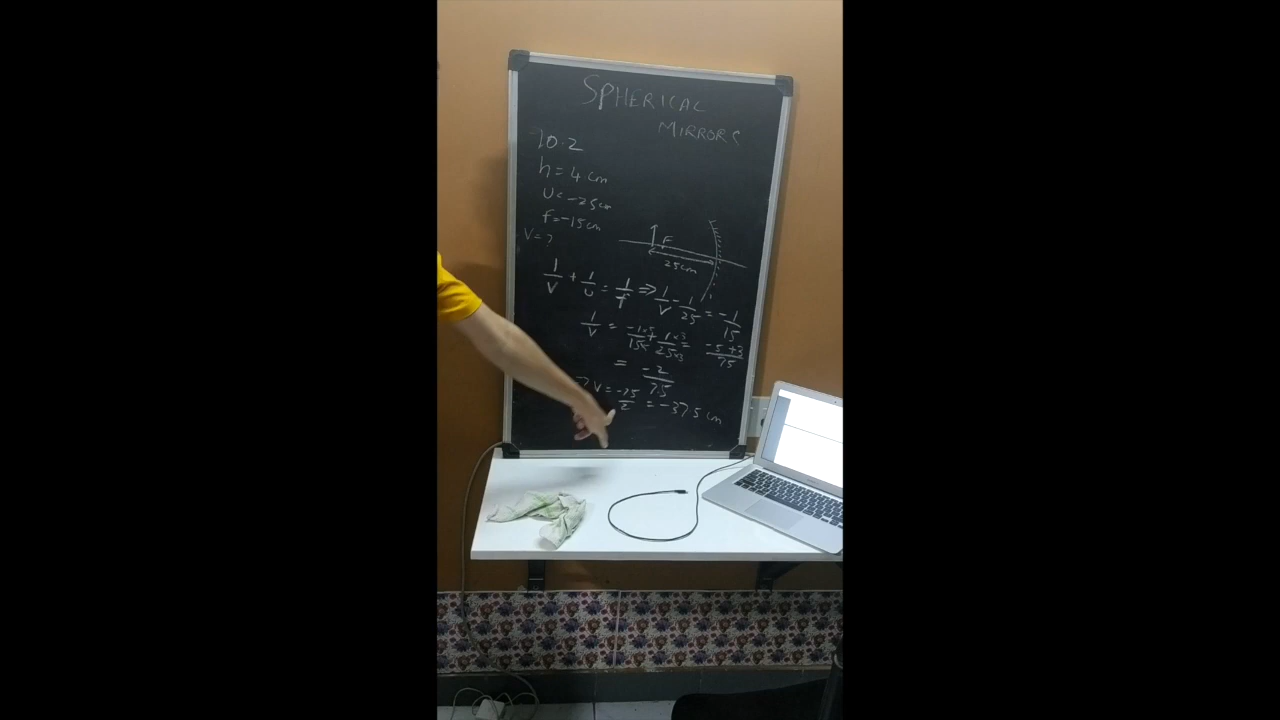 SPHERICAL
MIRRORS
10.2
h = 4 cm
u = -25 cm
f = -15 cm
V = ?
F
25 cm
1/V + 1/u = 1/f ⇒ 1/V - 1/25 = -1/15
1/V = -1×5/15×5 + 1×3/25×3 = -5+3/75
= -2/75
⇒ V = -75/2 = -37.5 cm